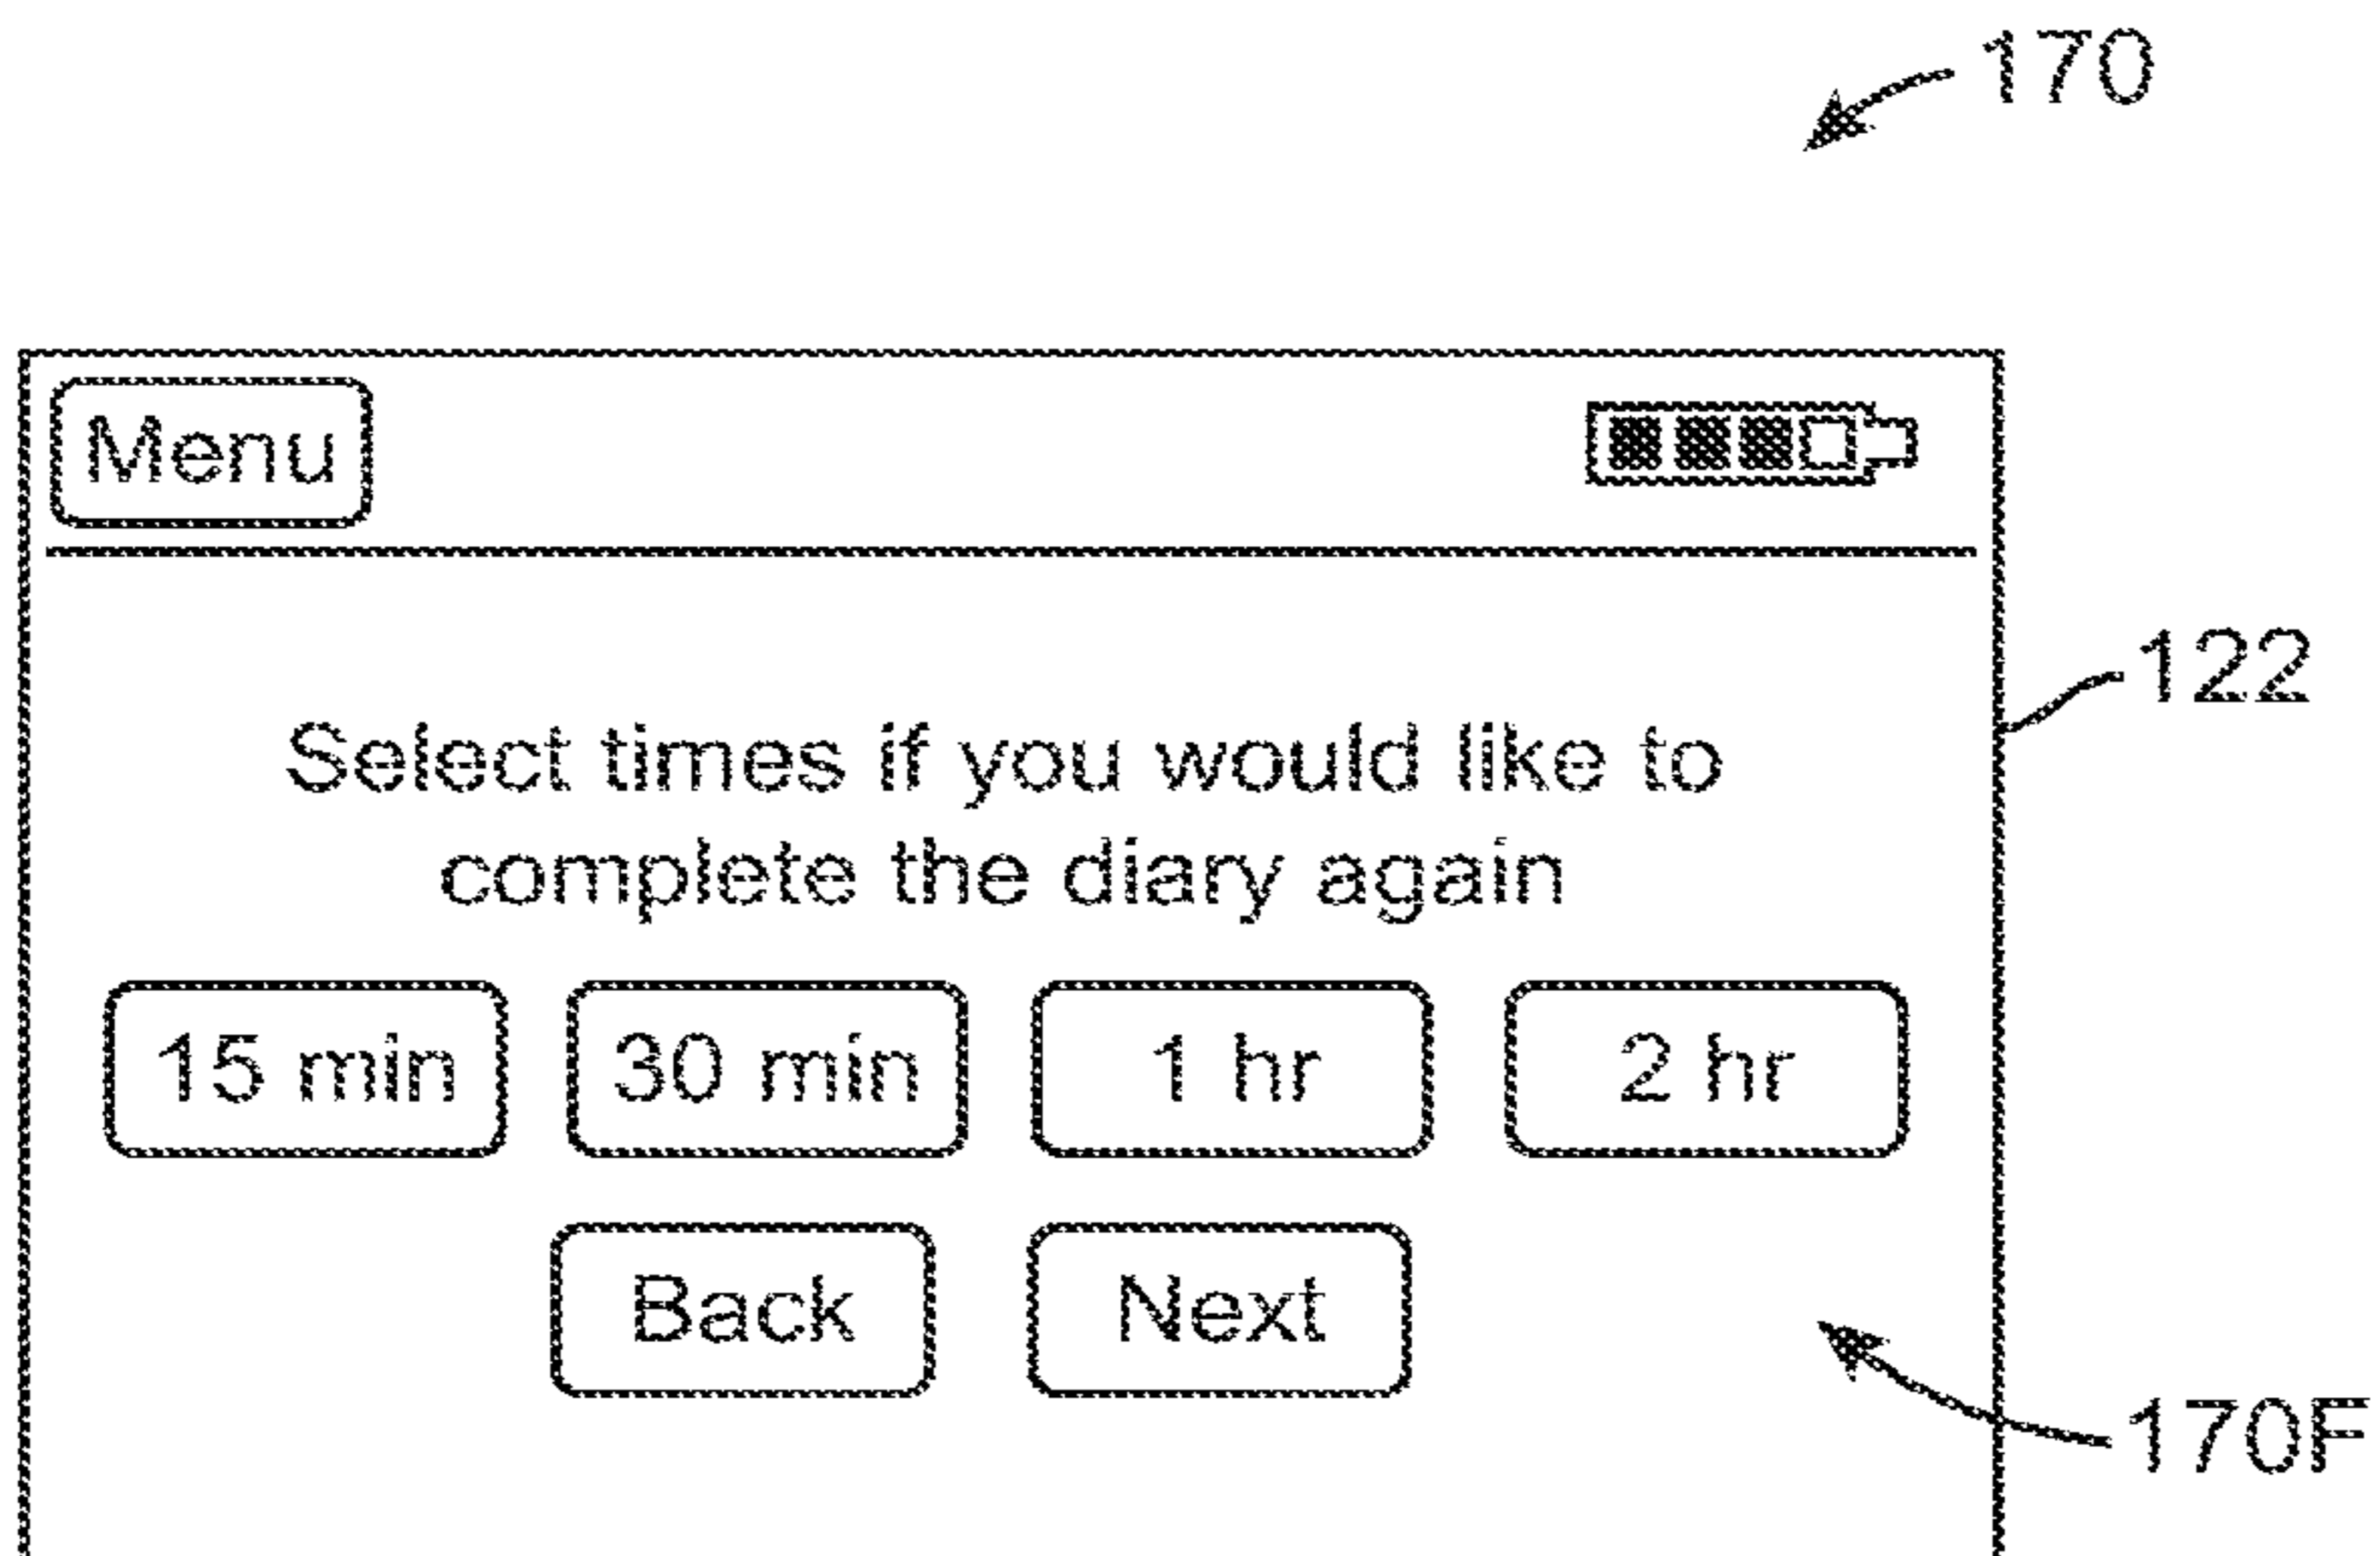 170
Menu
122
Select times if you would like to
complete the diary again
15 min 30 min 1 hr 2 hr
Back Next
170F